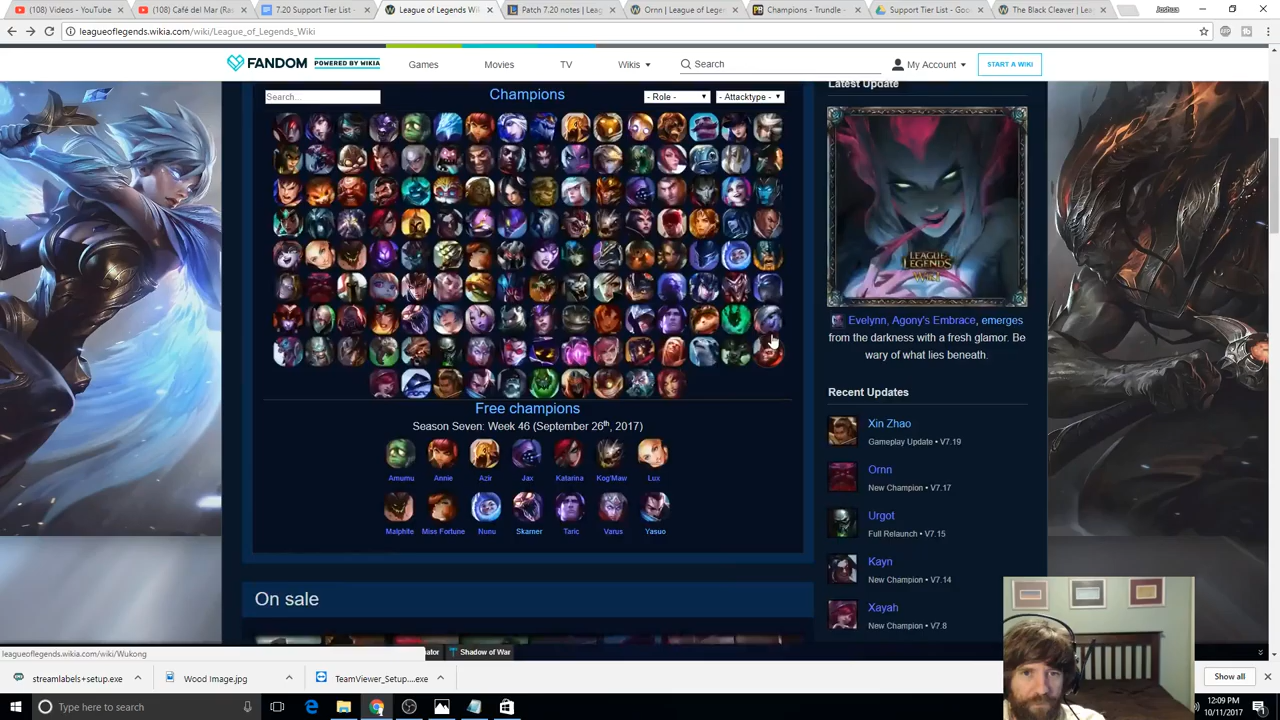 (108) Videos - YouTube
(108) Café del Mar (Ras
7.20 Support Tier List -
League of Legends Wi
Patch 7.20 notes | Leag
Ornn | League of Legen
Champions - Trundle -
Support Tier List - Goo
The Black Cleaver | Le
Joshua
leagueoflegends.wikia.com/wiki/League_of_Legends_Wiki
FANDOM POWERED BY WIKIA
Games
Movies
TV
Wikis
Search
My Account
START A WIKI
Search...
Champions
- Role -
- Attacktype -
Latest Update
LEAGUE
LEGENDS
WIKI
Evelynn, Agony's Embrace, emerges
from the darkness with a fresh glamor. Be
wary of what lies beneath.
Free champions
Season Seven: Week 46 (September 26th, 2017)
Amumu
Annie
Azir
Jax
Katarina
Kog'Maw
Lux
Malphite
Miss Fortune
Nunu
Skarner
Taric
Varus
Yasuo
Recent Updates
Xin Zhao
Gameplay Update • V7.19
Ornn
New Champion • V7.17
Urgot
Full Relaunch • V7.15
Kayn
New Champion • V7.14
Xayah
New Champion • V7.8
On sale
leagueoflegends.wikia.com/wiki/Wukong
Shadow of War
streamlabels+setup.exe
Wood Image.jpg
TeamViewer_Setup....exe
Show all
Type here to search
12:09 PM
10/11/2017